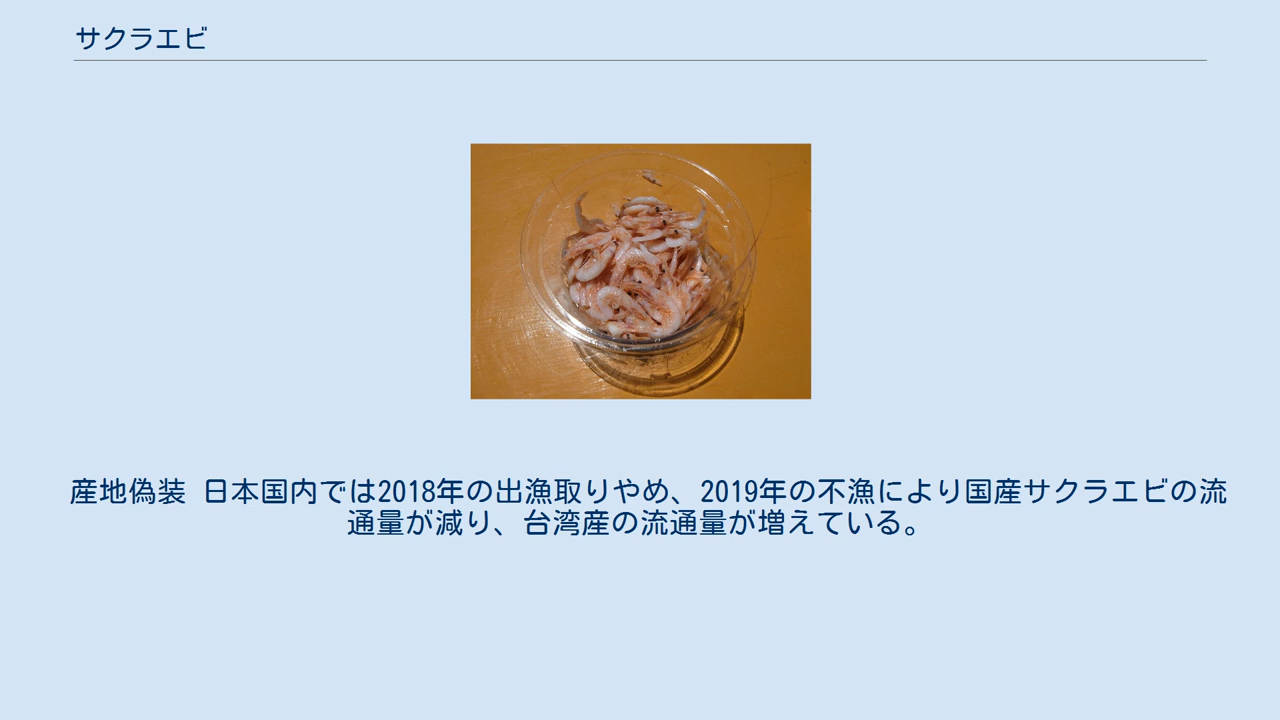 サクラエビ
産地偽装 日本国内では2018年の出漁取りやめ、2019年の不漁により国産サクラエビの流
通量が減り、台湾産の流通量が増えている。